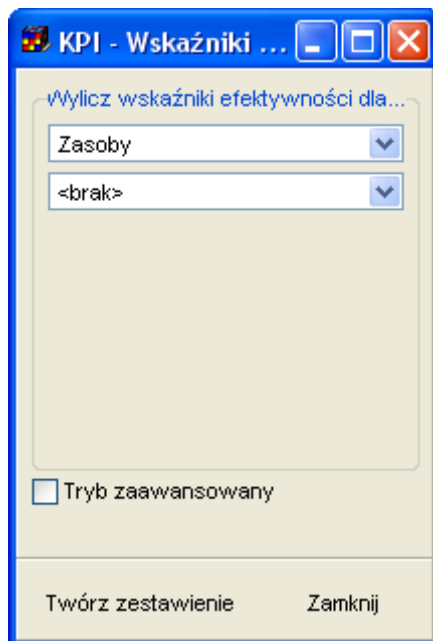 KPI - Wskaźniki ...
Wylicz wskaźniki efektywności dla...
Zasoby
<brak>
Tryb zaawansowany
Twórz zestawienie Zamknij